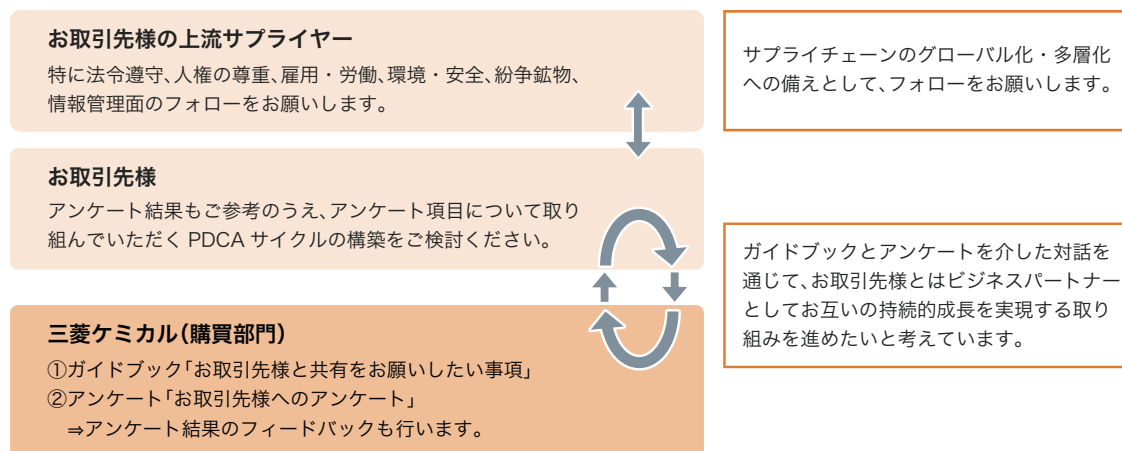 お取引先様の上流サプライヤー
特に法令遵守、人権の尊重、雇用・労働、環境・安全、紛争鉱物、
情報管理面のフォローをお願いします。
サプライチェーンのグローバル化・多層化
への備えとして、フォローをお願いします。
お取引先様
アンケート結果もご参考のうえ、アンケート項目について取り
組んでいただく PDCA サイクルの構築をご検討ください。
ガイドブックとアンケートを介した対話を
通じて、お取引先様とはビジネスパートナー
としてお互いの持続的成長を実現する取り
組みを進めたいと考えています。
三菱ケミカル（購買部門）
①ガイドブック「お取引先様と共有をお願いしたい事項」
②アンケート「お取引先様へのアンケート」
⇒アンケート結果のフィードバックも行います。